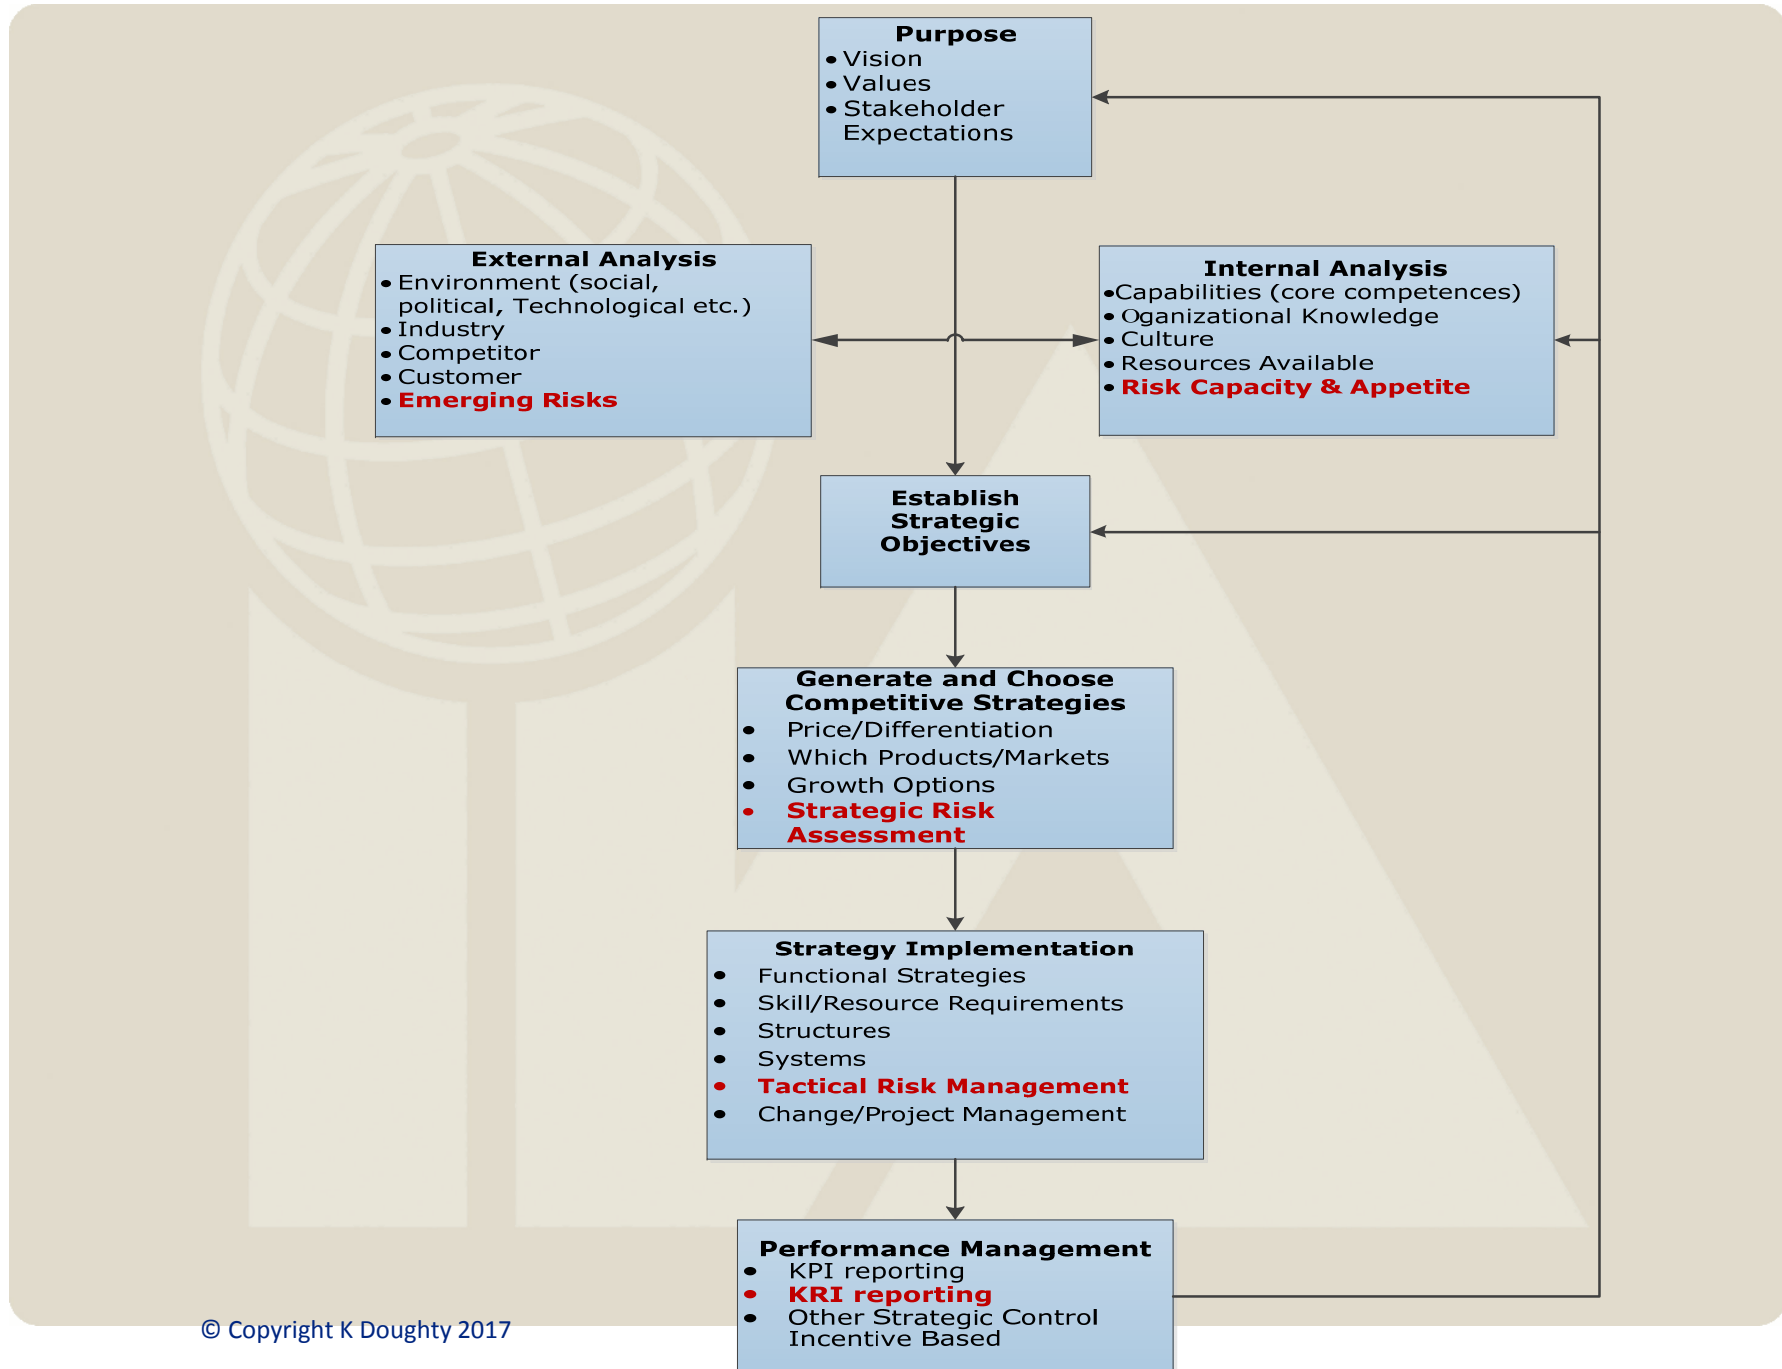 Purpose
• Vision
• Values
• Stakeholder
Expectations
External Analysis
• Environment (social,
political, Technological etc.)
• Industry
• Competitor
• Customer
• Emerging Risks
Internal Analysis
•Capabilities (core competences)
• Oganizational Knowledge
• Culture
• Resources Available
• Risk Capacity & Appetite
Establish
Strategic
Objectives
Generate and Choose
Competitive Strategies
• Price/Differentiation
• Which Products/Markets
• Growth Options
• Strategic Risk
Assessment
Strategy Implementation
• Functional Strategies
• Skill/Resource Requirements
• Structures
• Systems
• Tactical Risk Management
• Change/Project Management
Performance Management
• KPI reporting
• KRI reporting
• Other Strategic Control
Incentive Based
© Copyright K Doughty 2017